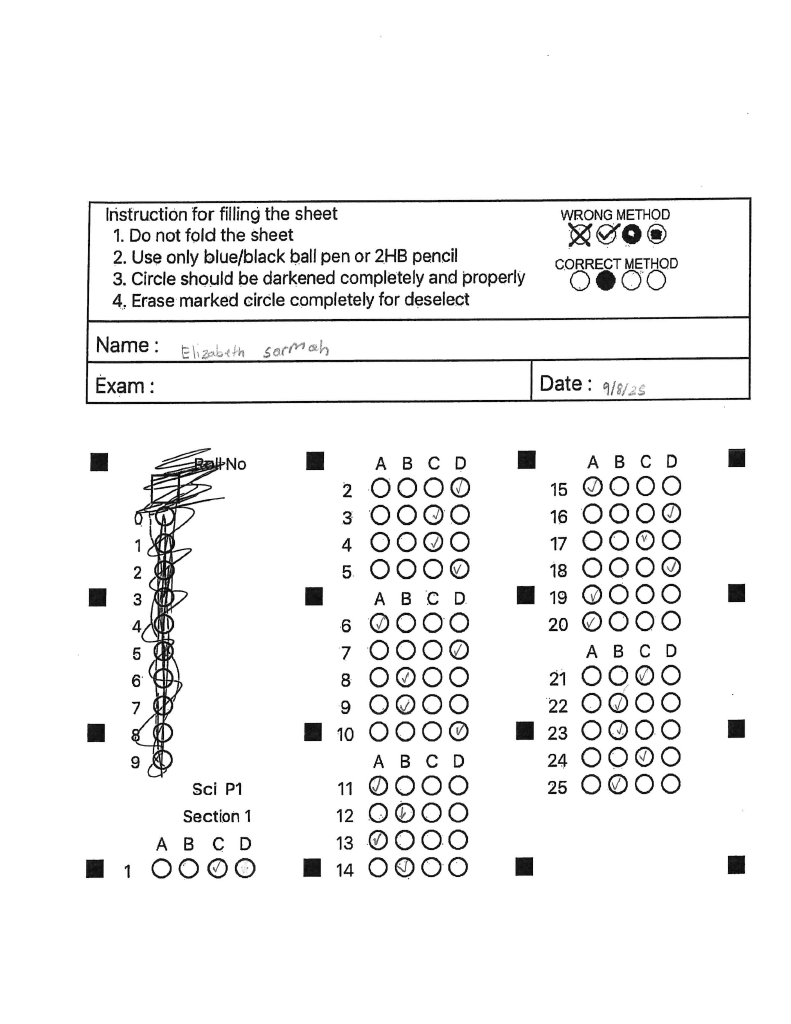 Instruction for filling the sheet
1. Do not fold the sheet
2. Use only blue/black ball pen or 2HB pencil
3. Circle should be darkened completely and properly
4. Erase marked circle completely for deselect
WRONG METHOD
CORRECT METHOD
Name : Elizabeth sormah
Exam :
Date : 9/8/25
Roll No
0
1
2
3
4
5
6
7
8
9
Sci P1
Section 1
A B C D
1
A B C D
2
3
4
5
A B C D
6
7
8
9
10
A B C D
11
12
13
14
A B C D
15
16
17
18
19
20
A B C D
21
22
23
24
25